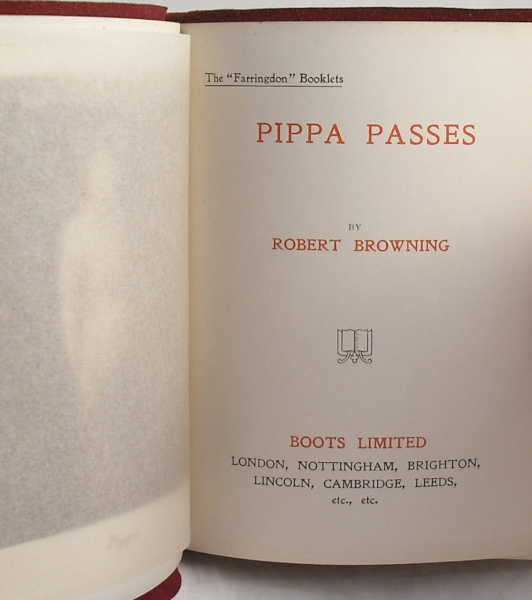 The "Farringdon" Booklets
PIPPA PASSES
BY
ROBERT BROWNING
BOOTS LIMITED
LONDON, NOTTINGHAM, BRIGHTON,
LINCOLN, CAMBRIDGE, LEEDS,
etc., etc.